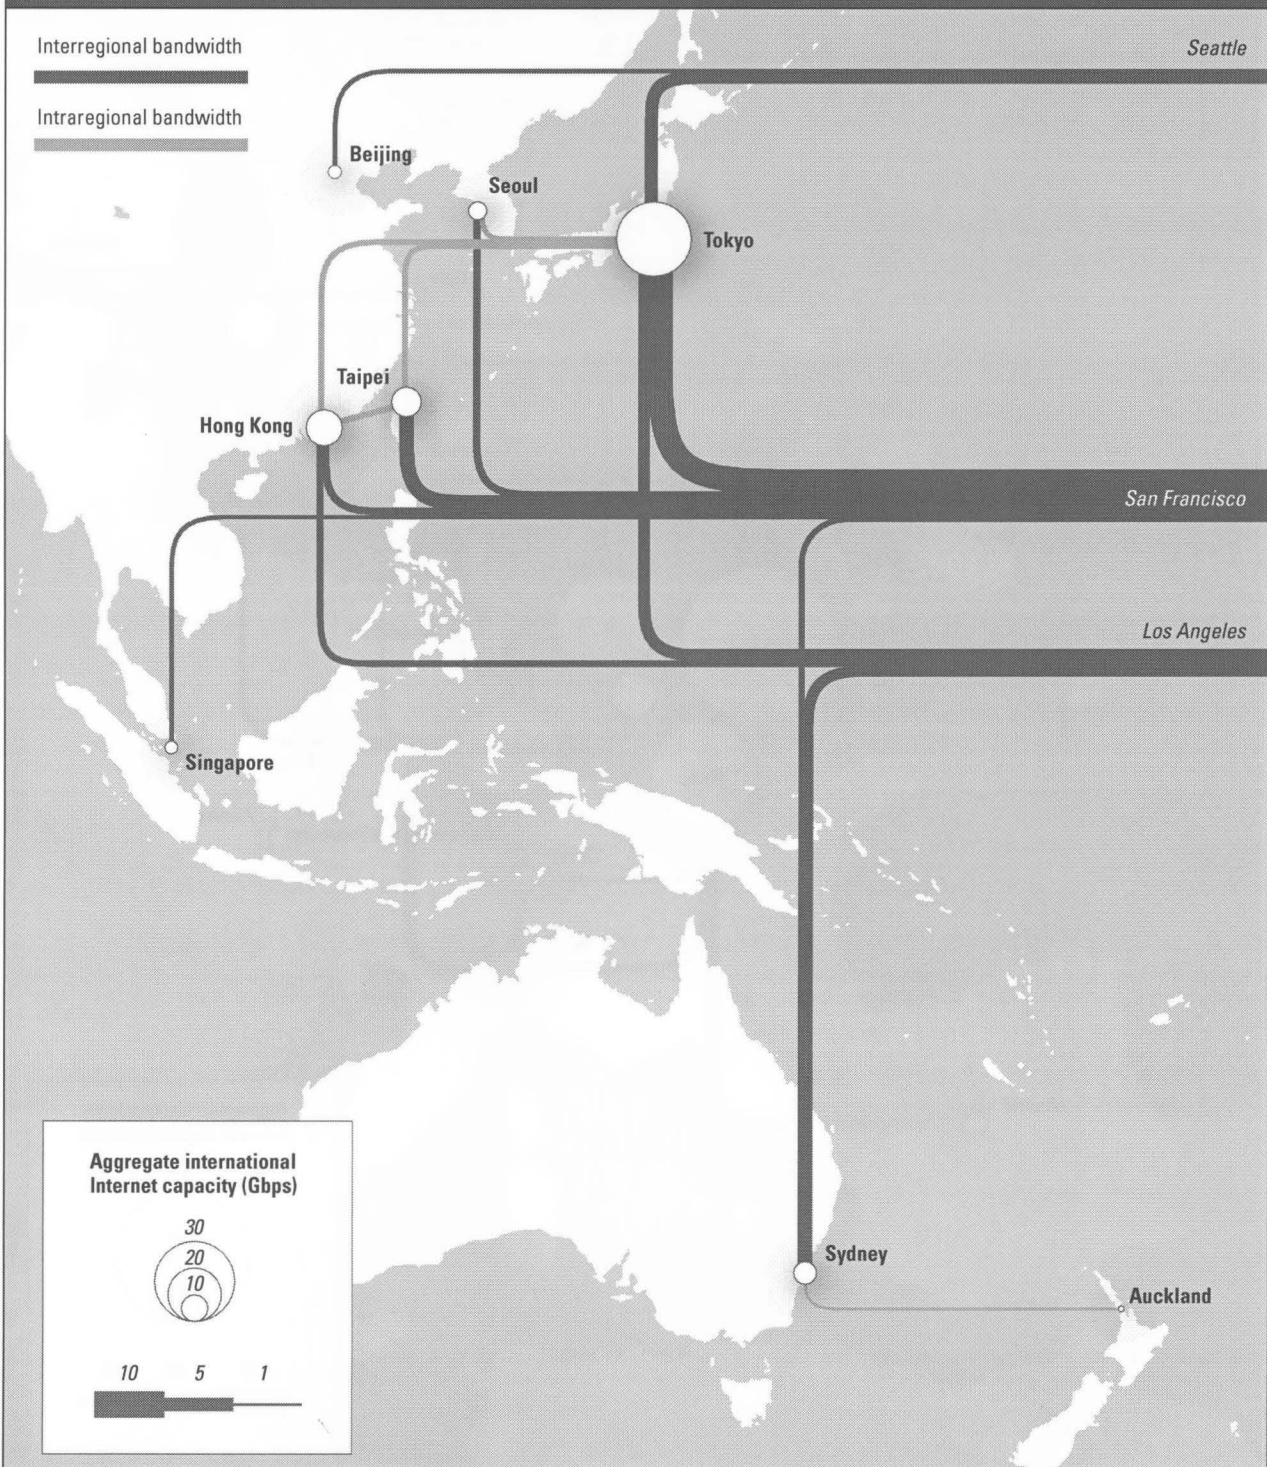 Interregional bandwidth
Seattle
Intraregional bandwidth
Beijing
Seoul
Tokyo
Taipei
Hong Kong
San Francisco
Los Angeles
Singapore
Aggregate international
Internet capacity (Gbps)
30
20
10
10 5 1
Sydney
Auckland